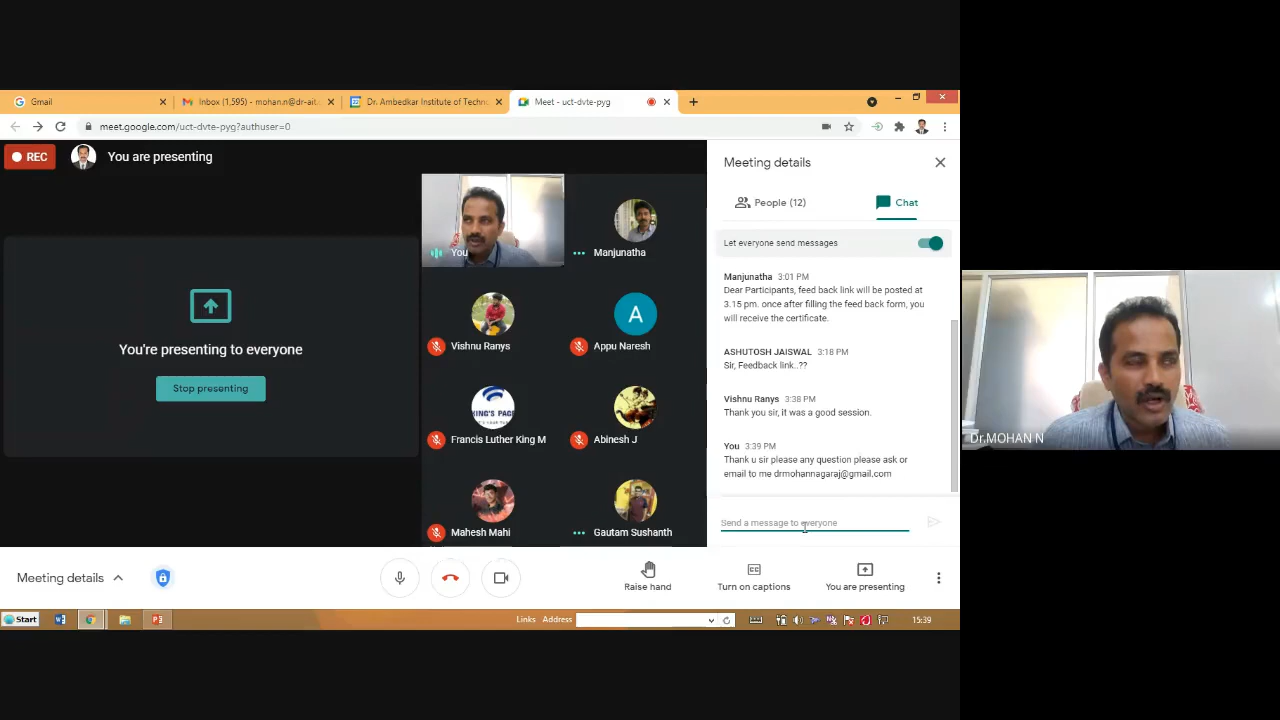 Gmail
Inbox (1,595) - mohan.n@dr-ait.
Dr. Ambedkar Institute of Techno
Meet - uct-dvte-pyg
meet.google.com/uct-dvte-pyg?authuser=0
REC
You are presenting
You're presenting to everyone
Stop presenting
You
Manjunatha
Vishnu Ranys
A
Appu Naresh
KING'S PAGE
Francis Luther King M
Abinesh J
Mahesh Mahi
Gautam Sushanth
Meeting details
People (12)
Chat
Let everyone send messages
Manjunatha 3:01 PM
Dear Participants, feed back link will be posted at
3.15 pm. once after filling the feed back form, you
will receive the certificate.
ASHUTOSH JAISWAL 3:18 PM
Sir, Feedback link..??
Vishnu Ranys 3:38 PM
Thank you sir, it was a good session.
You 3:39 PM
Thank u sir please any question please ask or
email to me drmohannagaraj@gmail.com
Send a message to everyone
Meeting details
Raise hand
CC
Turn on captions
You are presenting
Start
Links Address
15:39
Dr.MOHAN N